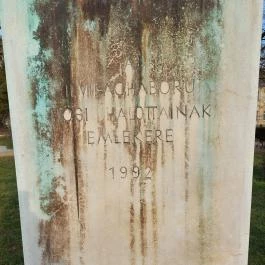 A
II.VILÁGHÁBORÚ
HALOTTAINAK
EMLÉKÉRE
1992